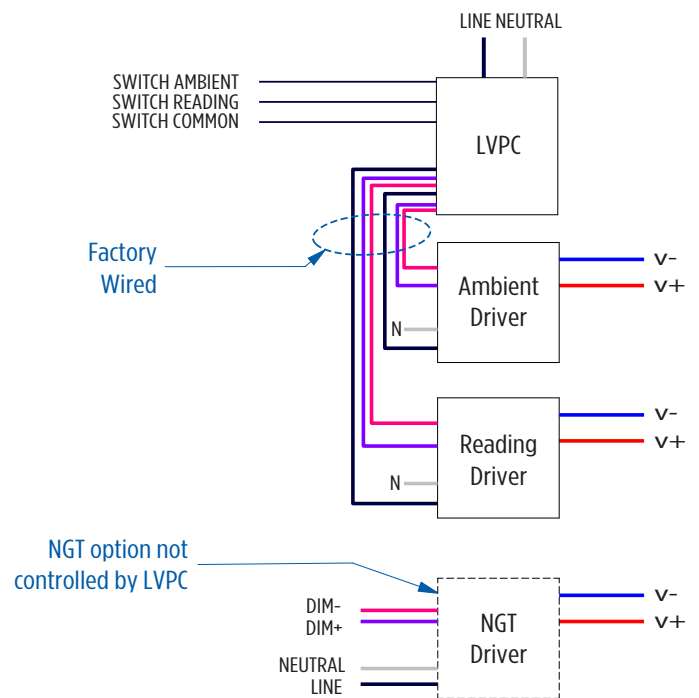 LINE NEUTRAL
SWITCH AMBIENT
SWITCH READING
SWITCH COMMON
LVPC
Factory
Wired
Ambient
Driver
V-
V+
N
Reading
Driver
V-
V+
N
NGT option not
controlled by LVPC
DIM-
DIM+
NEUTRAL
LINE
NGT
Driver
V-
V+